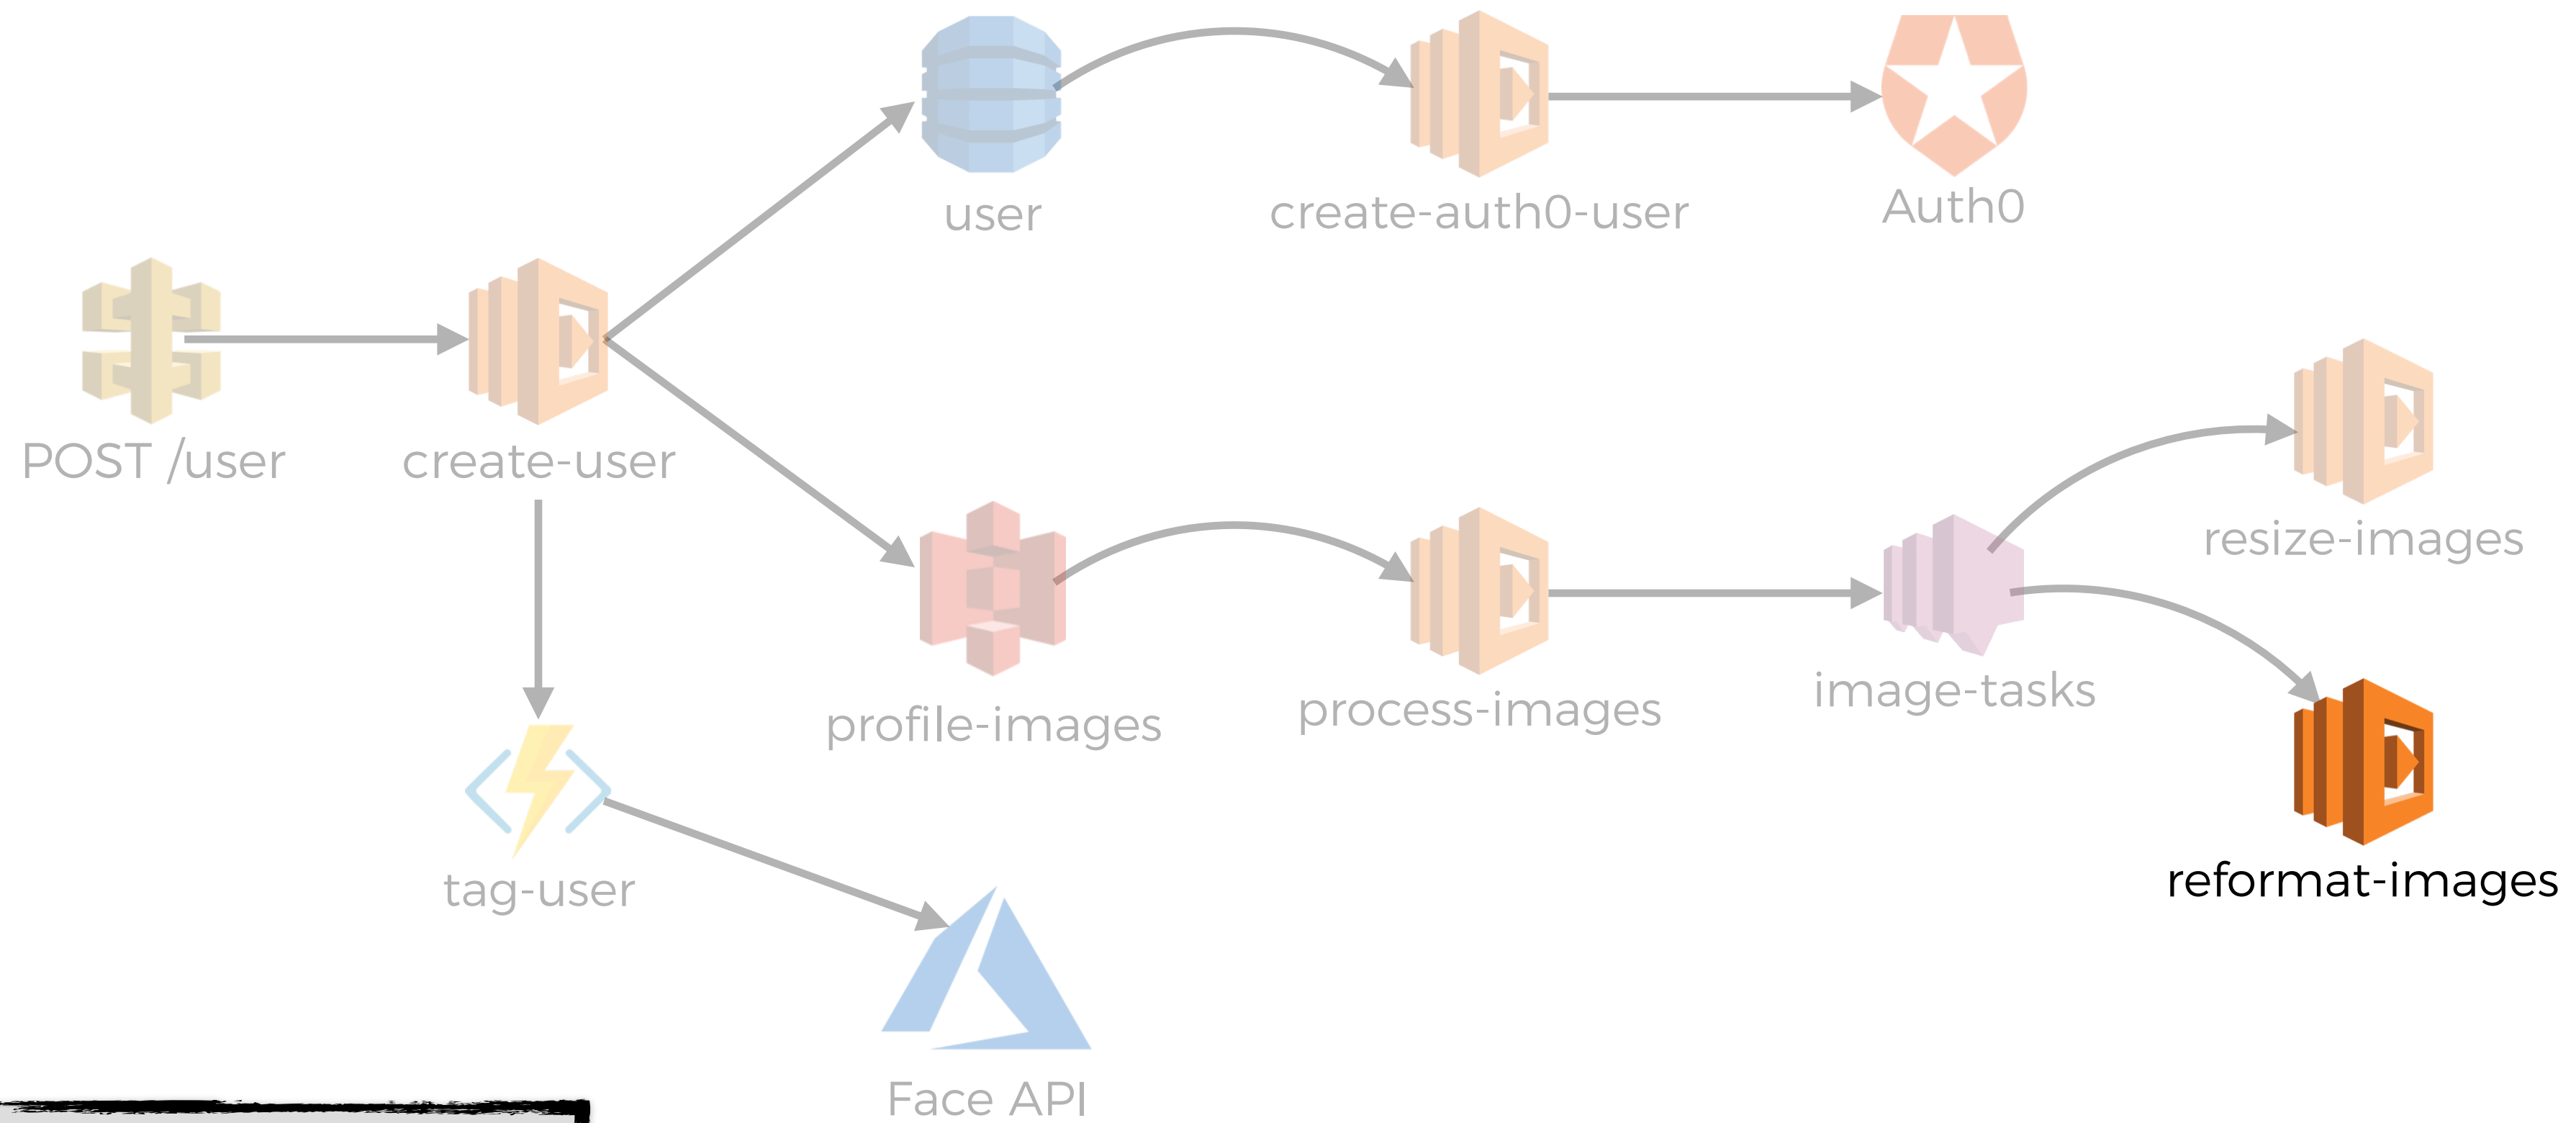 user
create-auth0-user
Auth0
POST /user
create-user
resize-images
profile-images
process-images
image-tasks
tag-user
reformat-images
Face API